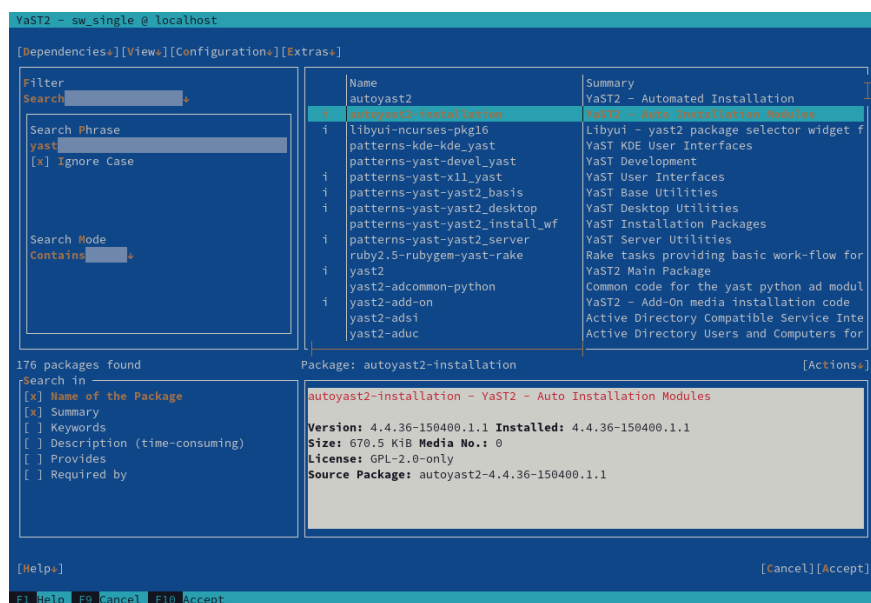 YaST2 - sw_single @ localhost
[Dependencies↓][View↓][Configuration↓][Extras↓]
Filter
Search↓
Search Phrase
yast
[x] Ignore Case
Search Mode
Contains↓
Name Summary
autoyast2 YaST2 - Automated Installation
i autoyast2-installation YaST2 - Auto Installation Modules
i libyui-ncurses-pkg16 Libyui - yast2 package selector widget f
patterns-kde-kde_yast YaST KDE User Interfaces
patterns-yast-devel_yast YaST Development
i patterns-yast-x11_yast YaST User Interfaces
i patterns-yast-yast2_basis YaST Base Utilities
i patterns-yast-yast2_desktop YaST Desktop Utilities
patterns-yast-yast2_install_wf YaST Installation Packages
i patterns-yast-yast2_server YaST Server Utilities
ruby2.5-rubygem-yast-rake Rake tasks providing basic work-flow for
i yast2 YaST2 Main Package
yast2-adcommon-python Common code for the yast python ad modul
i yast2-add-on YaST2 - Add-On media installation code
yast2-adsi Active Directory Compatible Service Inte
yast2-aduc Active Directory Users and Computers for
176 packages found
Package: autoyast2-installation [Actions↓]
Search in
[x] Name of the Package
[x] Summary
[ ] Keywords
[ ] Description (time-consuming)
[ ] Provides
[ ] Required by
autoyast2-installation - YaST2 - Auto Installation Modules
Version: 4.4.36-150400.1.1 Installed: 4.4.36-150400.1.1
Size: 670.5 KiB Media No.: 0
License: GPL-2.0-only
Source Package: autoyast2-4.4.36-150400.1.1
[Help↓] [Cancel][Accept]
F1 Help F9 Cancel F10 Accept